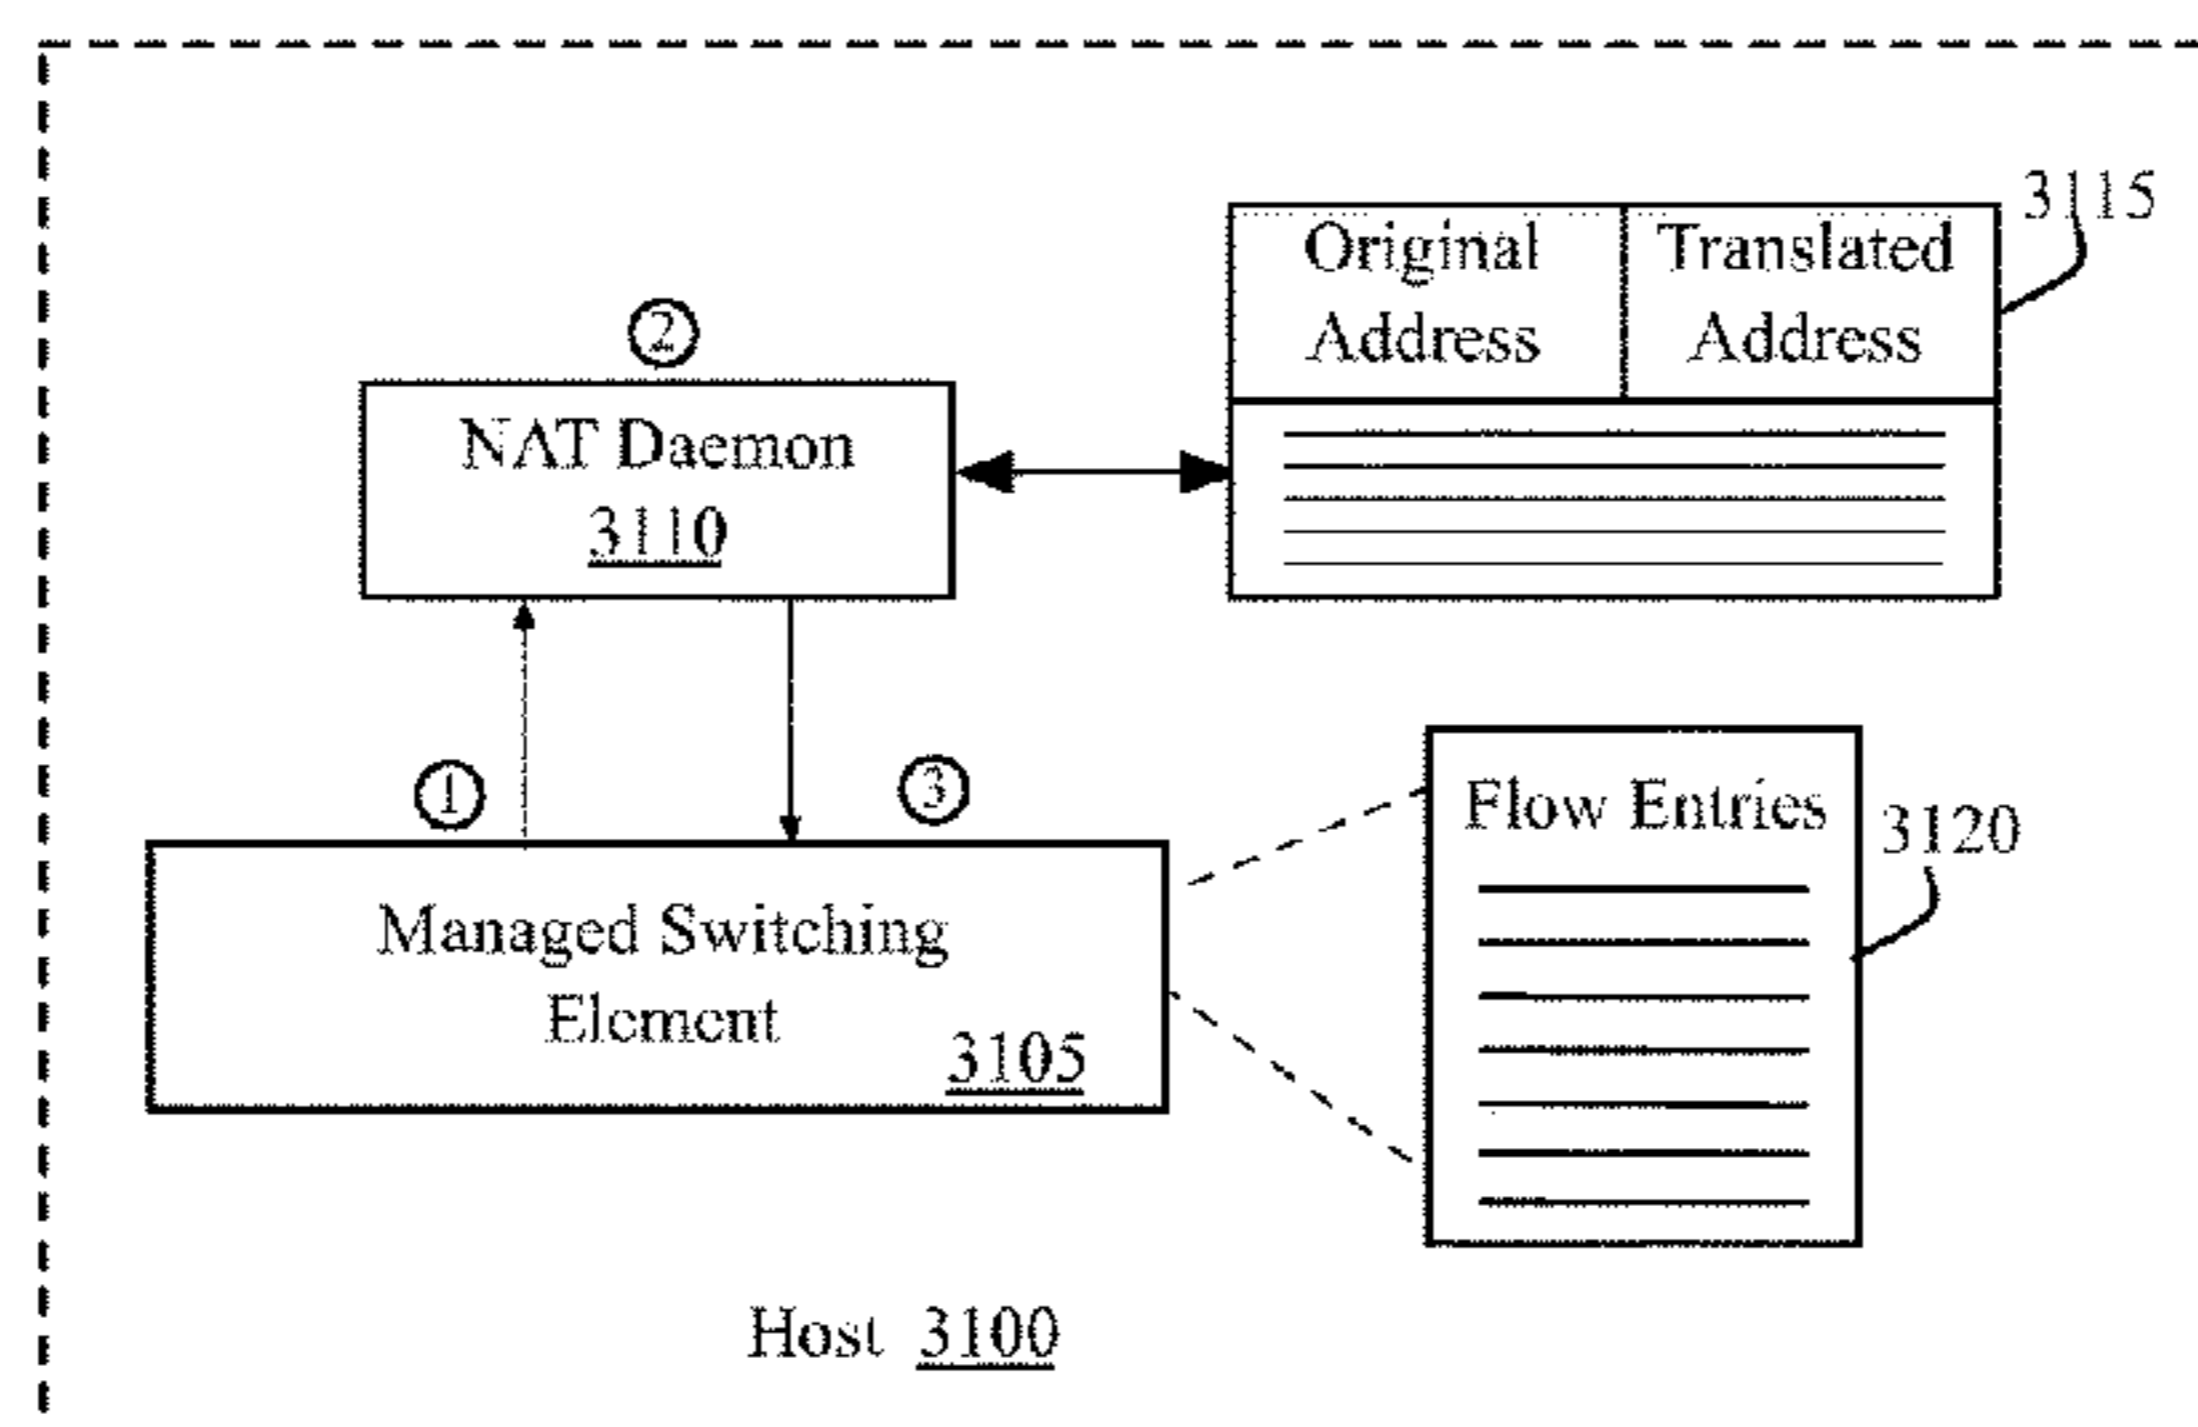 3115
Original
Address
Translated
Address
2
NAT Daemon
3110
1
3
Flow Entries
3120
Managed Switching
Element
3105
Host 3100